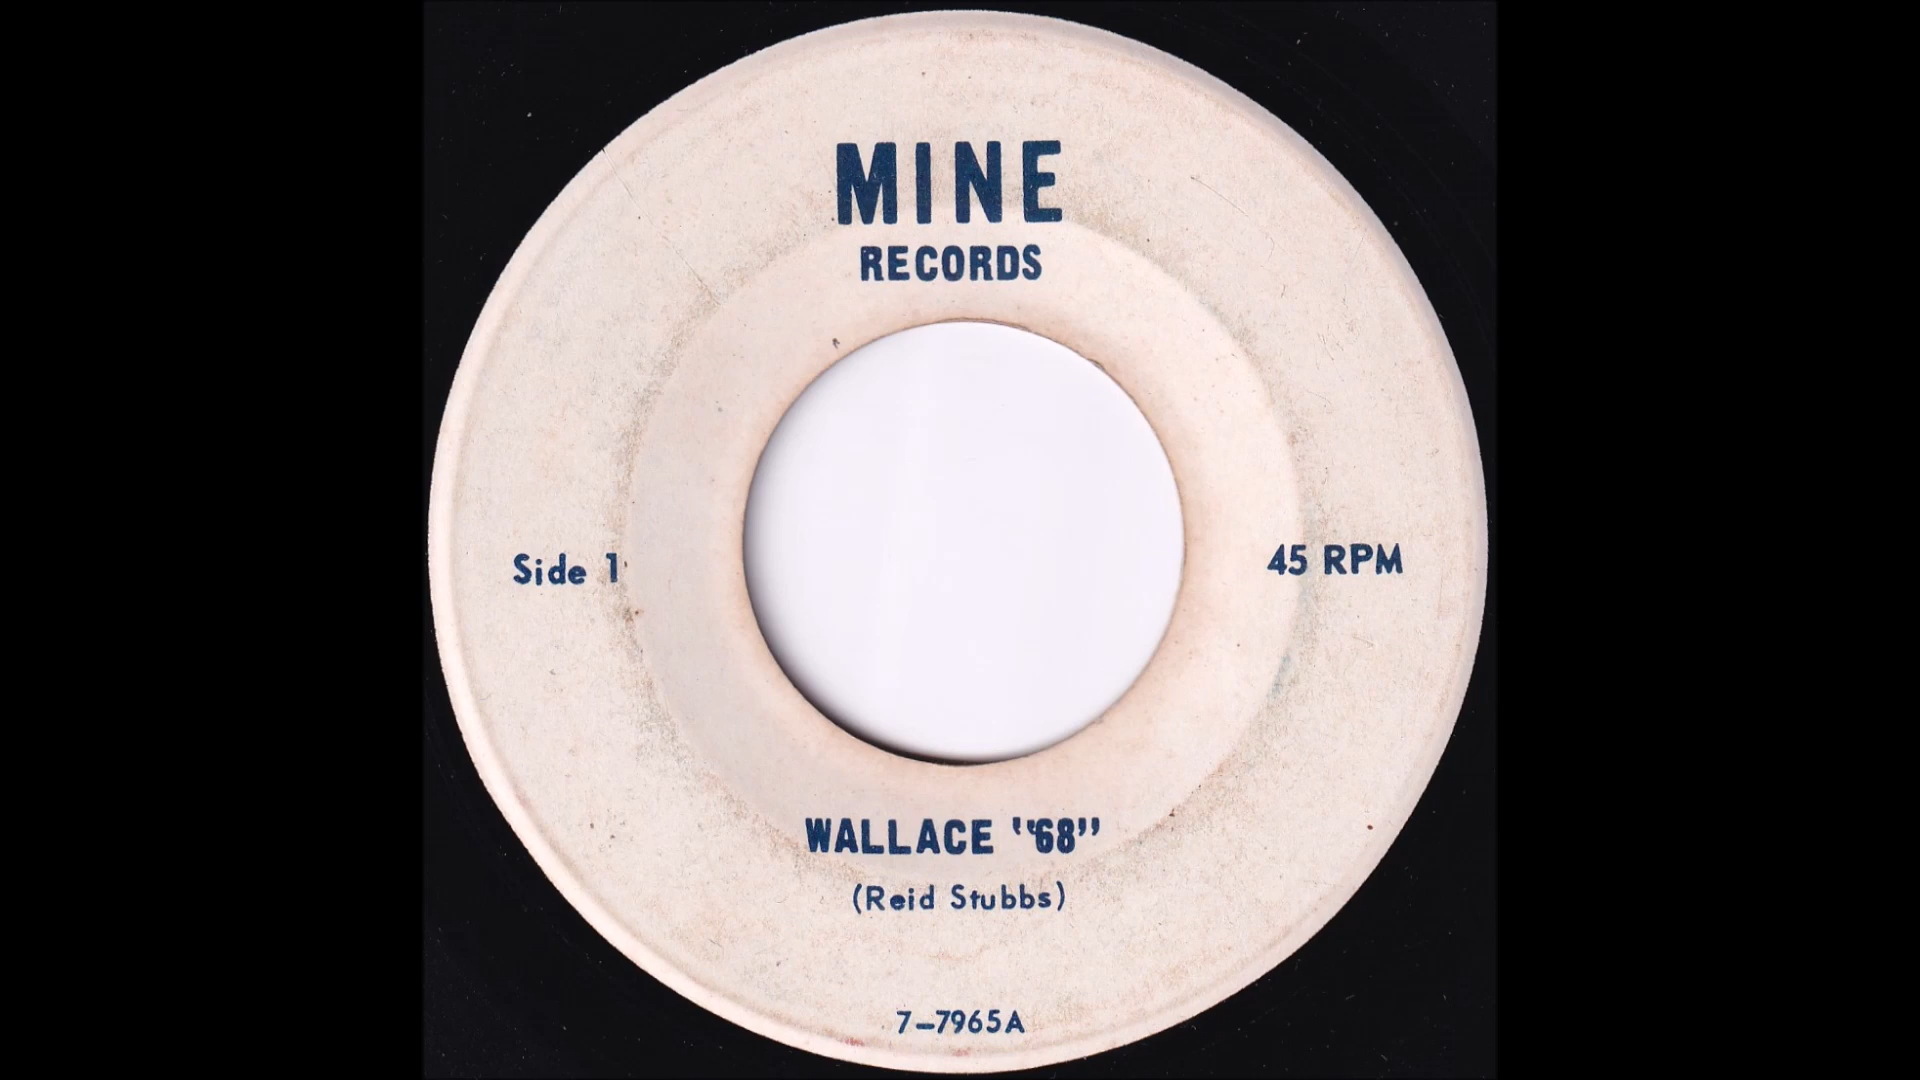 MINE
RECORDS
Side 1
45 RPM
WALLACE "68"
(Reid Stubbs)
7-7965A